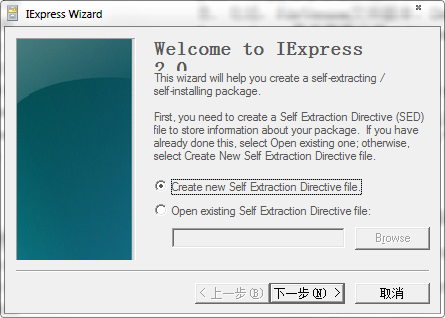 IExpress Wizard
Welcome to IExpress
2.0
This wizard will help you create a self-extracting /
self-installing package.
First, you need to create a Self Extraction Directive (SED)
file to store information about your package. If you have
already done this, select Open existing one; otherwise,
select Create New Self Extraction Directive file.
Create new Self Extraction Directive file.
Open existing Self Extraction Directive file:
Browse
< 上一步(B) 下一步(N) > 取消